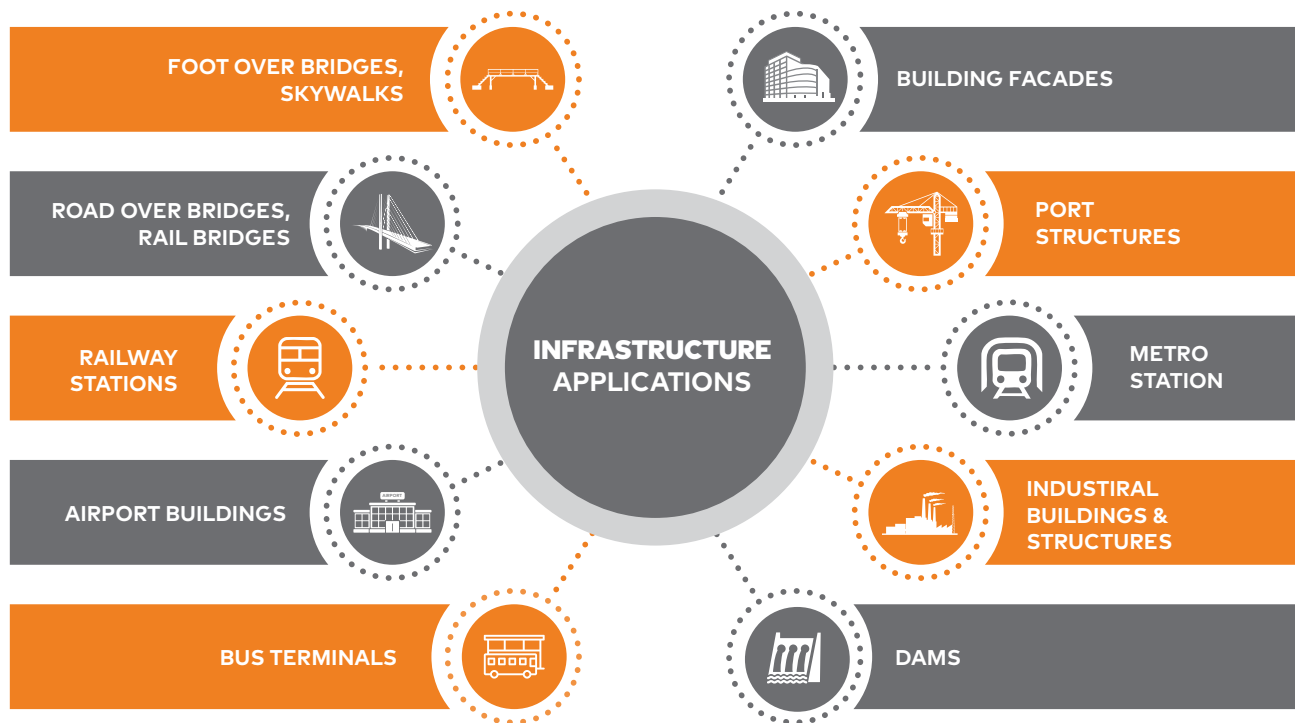 FOOT OVER BRIDGES,
SKYWALKS
ROAD OVER BRIDGES,
RAIL BRIDGES
RAILWAY
STATIONS
AIRPORT BUILDINGS
AIRPORT
BUS TERMINALS
INFRASTRUCTURE
APPLICATIONS
BUILDING FACADES
PORT
STRUCTURES
METRO
STATION
INDUSTIRAL
BUILDINGS &
STRUCTURES
DAMS